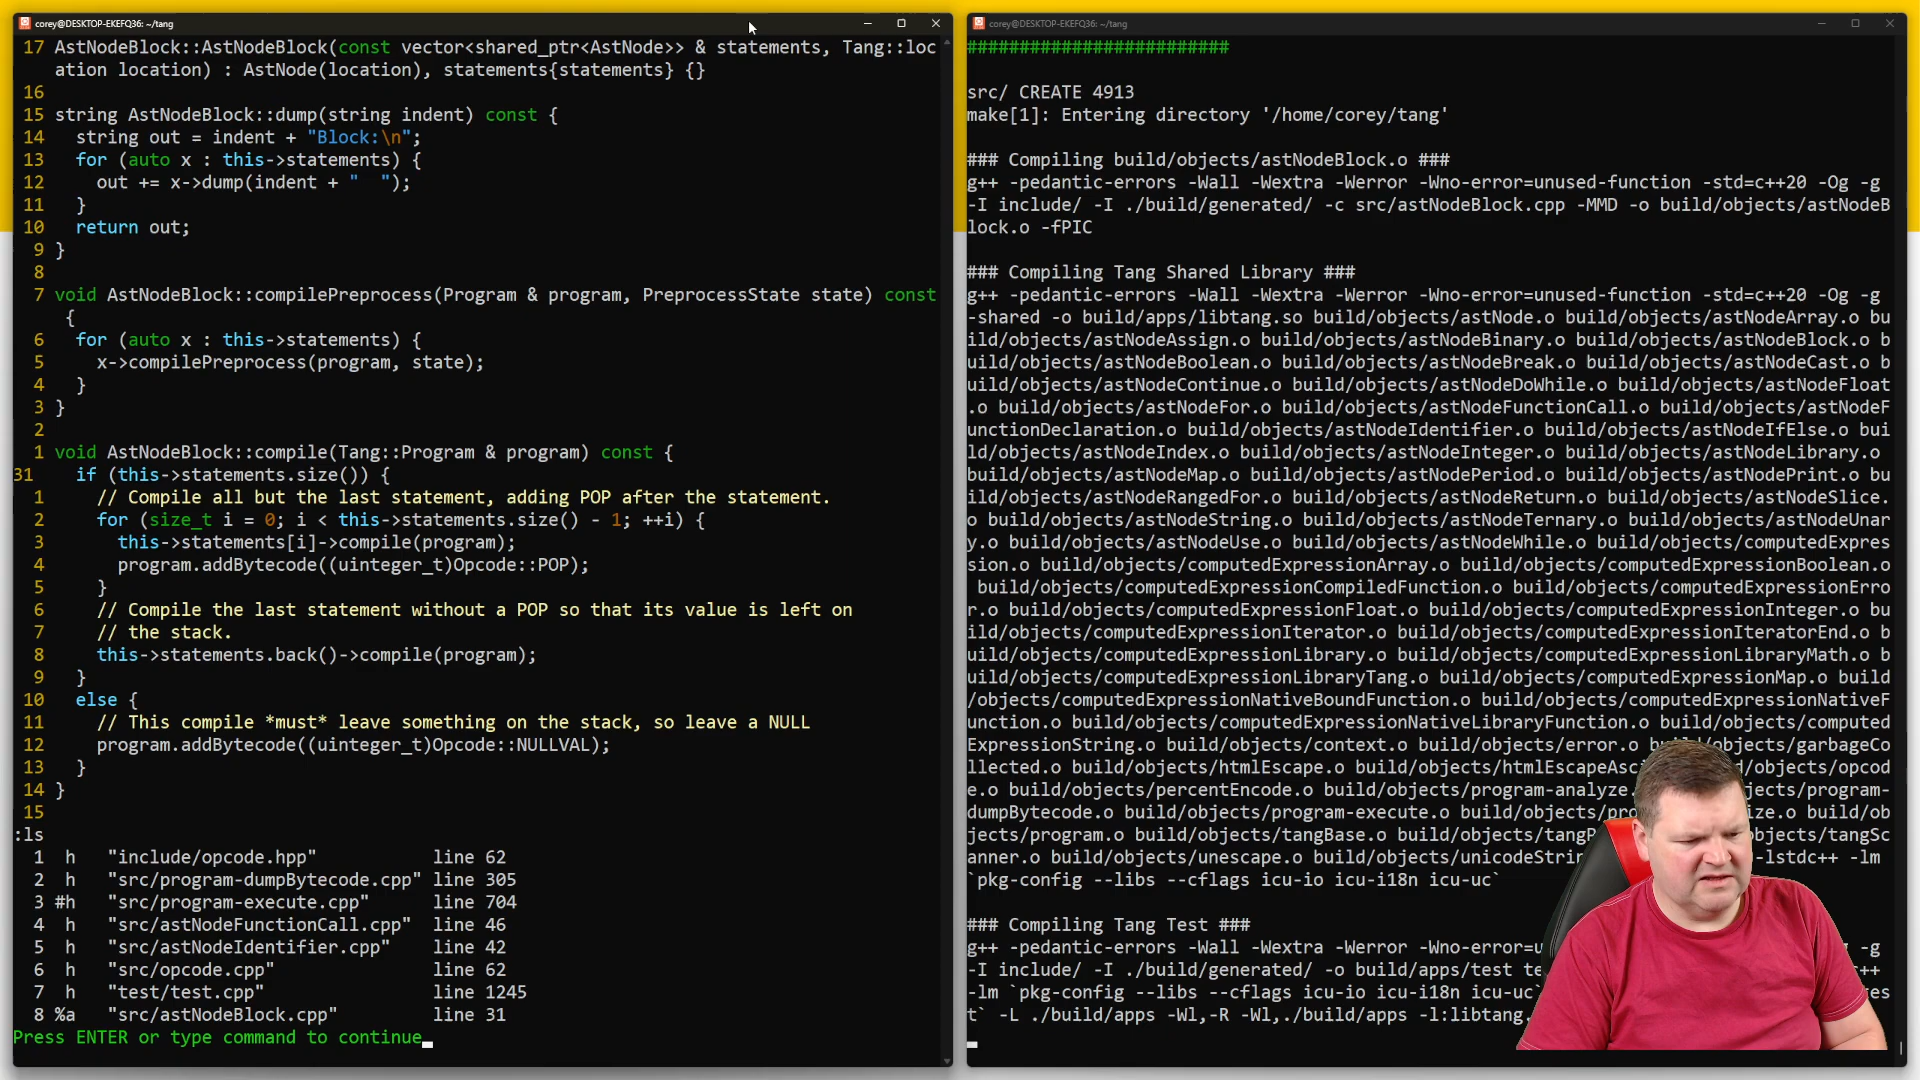 corey@DESKTOP-EKEFQ36: ~/tang
17 AstNodeBlock::AstNodeBlock(const vector<shared_ptr<AstNode>> & statements, Tang::loc
ation location) : AstNode(location), statements{statements} {}
16
15 string AstNodeBlock::dump(string indent) const {
14   string out = indent + "Block:\n";
13   for (auto x : this->statements) {
12     out += x->dump(indent + "  ");
11   }
10   return out;
9 }
8
7 void AstNodeBlock::compilePreprocess(Program & program, PreprocessState state) const
{
6   for (auto x : this->statements) {
5     x->compilePreprocess(program, state);
4   }
3 }
2
1 void AstNodeBlock::compile(Tang::Program & program) const {
31   if (this->statements.size()) {
1     // Compile all but the last statement, adding POP after the statement.
2     for (size_t i = 0; i < this->statements.size() - 1; ++i) {
3       this->statements[i]->compile(program);
4       program.addBytecode((uinteger_t)Opcode::POP);
5     }
6     // Compile the last statement without a POP so that its value is left on
7     // the stack.
8     this->statements.back()->compile(program);
9   }
10   else {
11     // This compile *must* leave something on the stack, so leave a NULL
12     program.addBytecode((uinteger_t)Opcode::NULLVAL);
13   }
14 }
15
:ls
1  h   "include/opcode.hpp"           line 62
2  h   "src/program-dumpBytecode.cpp" line 305
3 #h   "src/program-execute.cpp"      line 704
4  h   "src/astNodeFunctionCall.cpp"  line 46
5  h   "src/astNodeIdentifier.cpp"    line 42
6  h   "src/opcode.cpp"               line 62
7  h   "test/test.cpp"                line 1245
8 %a   "src/astNodeBlock.cpp"         line 31
Press ENTER or type command to continue
corey@DESKTOP-EKEFQ36: ~/tang
#########################
src/ CREATE 4913
make[1]: Entering directory '/home/corey/tang'
### Compiling build/objects/astNodeBlock.o ###
g++ -pedantic-errors -Wall -Wextra -Werror -Wno-error=unused-function -std=c++20 -Og -g
-I include/ -I ./build/generated/ -c src/astNodeBlock.cpp -MMD -o build/objects/astNodeB
lock.o -fPIC
### Compiling Tang Shared Library ###
g++ -pedantic-errors -Wall -Wextra -Werror -Wno-error=unused-function -std=c++20 -Og -g
-shared -o build/apps/libtang.so build/objects/astNode.o build/objects/astNodeArray.o bu
ild/objects/astNodeAssign.o build/objects/astNodeBinary.o build/objects/astNodeBlock.o b
uild/objects/astNodeBoolean.o build/objects/astNodeBreak.o build/objects/astNodeCast.o b
uild/objects/astNodeContinue.o build/objects/astNodeDoWhile.o build/objects/astNodeFloat
.o build/objects/astNodeFor.o build/objects/astNodeFunctionCall.o build/objects/astNodeF
unctionDeclaration.o build/objects/astNodeIdentifier.o build/objects/astNodeIfElse.o bui
ld/objects/astNodeIndex.o build/objects/astNodeInteger.o build/objects/astNodeLibrary.o
build/objects/astNodeMap.o build/objects/astNodePeriod.o build/objects/astNodePrint.o bu
ild/objects/astNodeRangedFor.o build/objects/astNodeReturn.o build/objects/astNodeSlice.
o build/objects/astNodeString.o build/objects/astNodeTernary.o build/objects/astNodeUnar
y.o build/objects/astNodeUse.o build/objects/astNodeWhile.o build/objects/computedExpres
sion.o build/objects/computedExpressionArray.o build/objects/computedExpressionBoolean.o
build/objects/computedExpressionCompiledFunction.o build/objects/computedExpressionErro
r.o build/objects/computedExpressionFloat.o build/objects/computedExpressionInteger.o bu
ild/objects/computedExpressionIterator.o build/objects/computedExpressionIteratorEnd.o b
uild/objects/computedExpressionLibrary.o build/objects/computedExpressionLibraryMath.o b
uild/objects/computedExpressionLibraryTang.o build/objects/computedExpressionMap.o build
/objects/computedExpressionNativeBoundFunction.o build/objects/computedExpressionNativeF
unction.o build/objects/computedExpressionNativeLibraryFunction.o build/objects/computed
ExpressionString.o build/objects/context.o build/objects/error.o build/objects/garbageCo
llected.o build/objects/htmlEscape.o build/objects/htmlEscapeAsci d/objects/opcod
e.o build/objects/percentEncode.o build/objects/program-analyze. objects/program-
dumpBytecode.o build/objects/program-execute.o build/objects/pro ize.o build/ob
jects/program.o build/objects/tangBase.o build/objects/tangP bjects/tangSc
anner.o build/objects/unescape.o build/objects/unicodeStrin -lstdc++ -lm
`pkg-config --libs --cflags icu-io icu-i18n icu-uc`
### Compiling Tang Test ###
g++ -pedantic-errors -Wall -Wextra -Werror -Wno-error=u -g
-I include/ -I ./build/generated/ -o build/apps/test te ++
-lm `pkg-config --libs --cflags icu-io icu-i18n icu-uc` es
t` -L ./build/apps -Wl,-R -Wl,./build/apps -l:libtang.